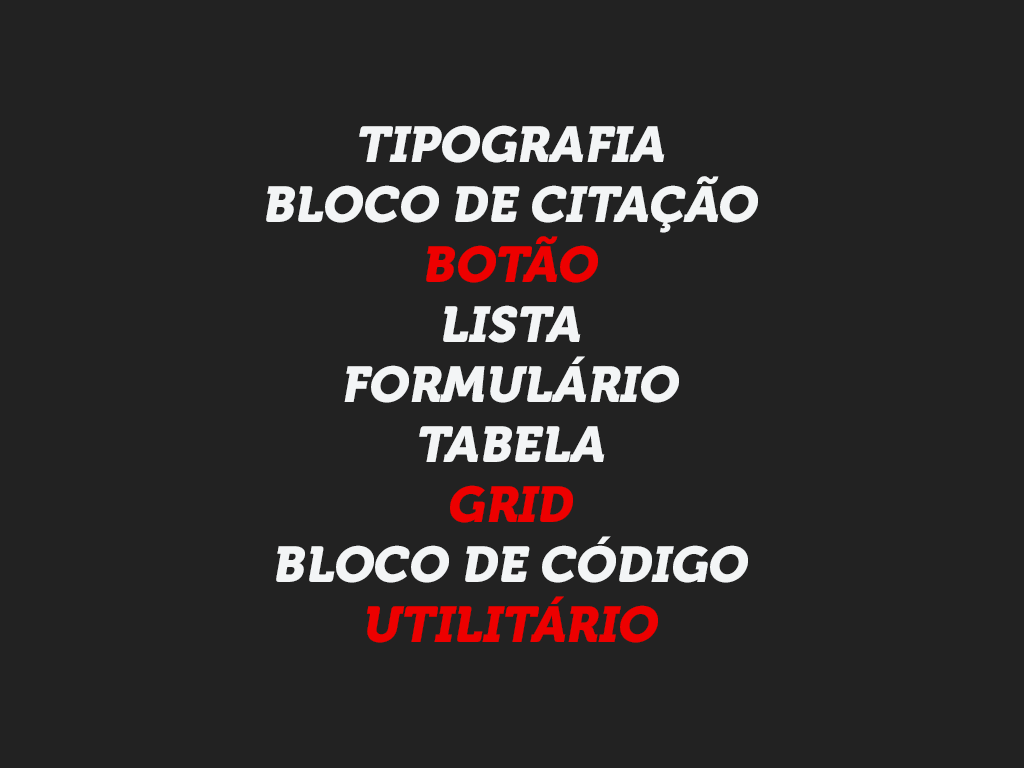 TIPOGRAFIA
BLOCO DE CITAÇÃO
BOTÃO
LISTA
FORMULÁRIO
TABELA
GRID
BLOCO DE CÓDIGO
UTILITÁRIO